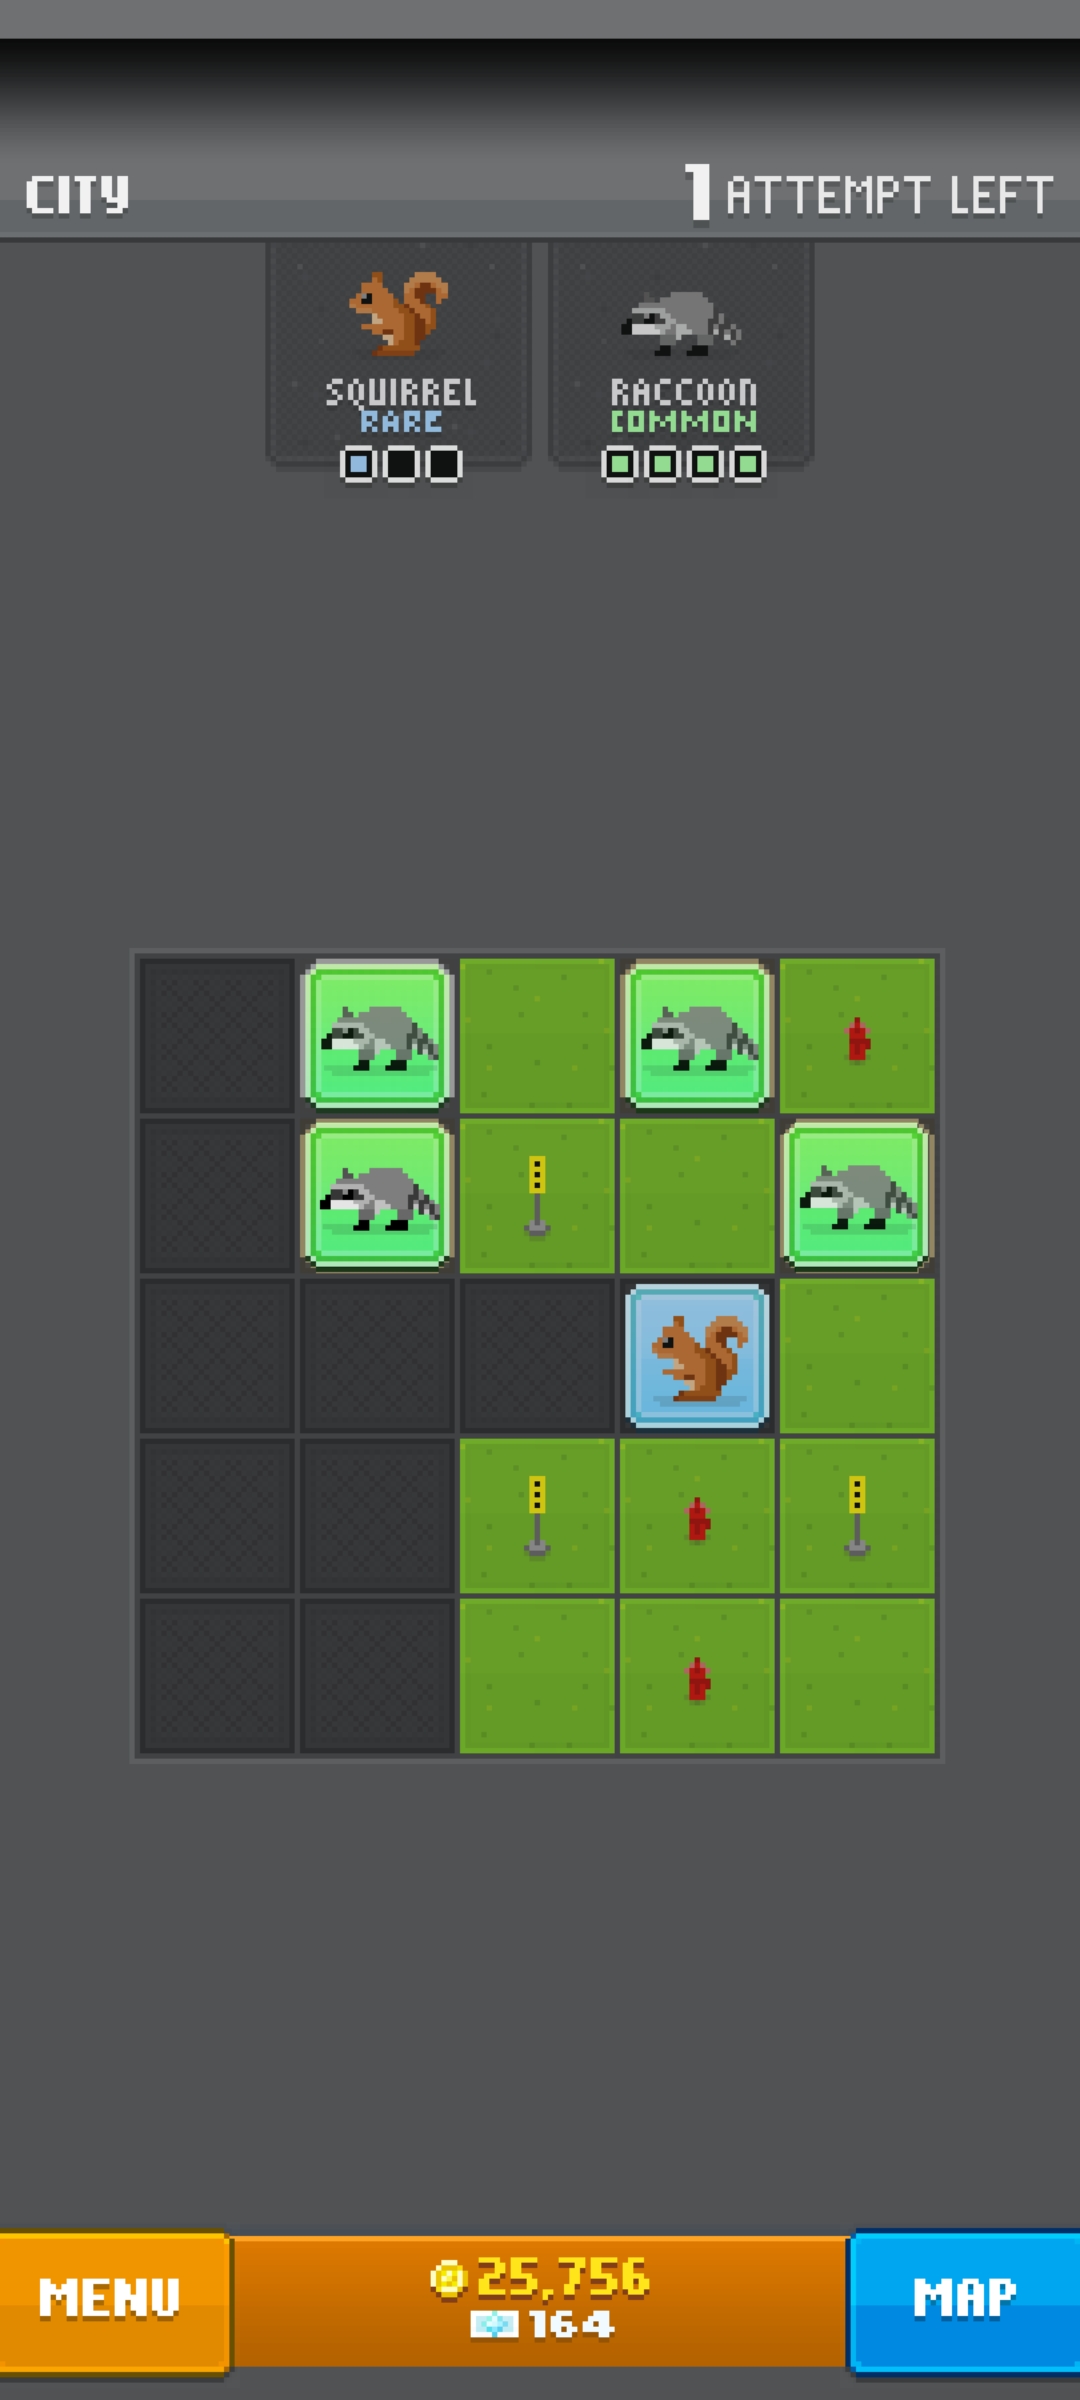 CITY
1 ATTEMPT LEFT
SQUIRREL
RARE
RACCOON
COMMON
MENU
25,756
164
MAP